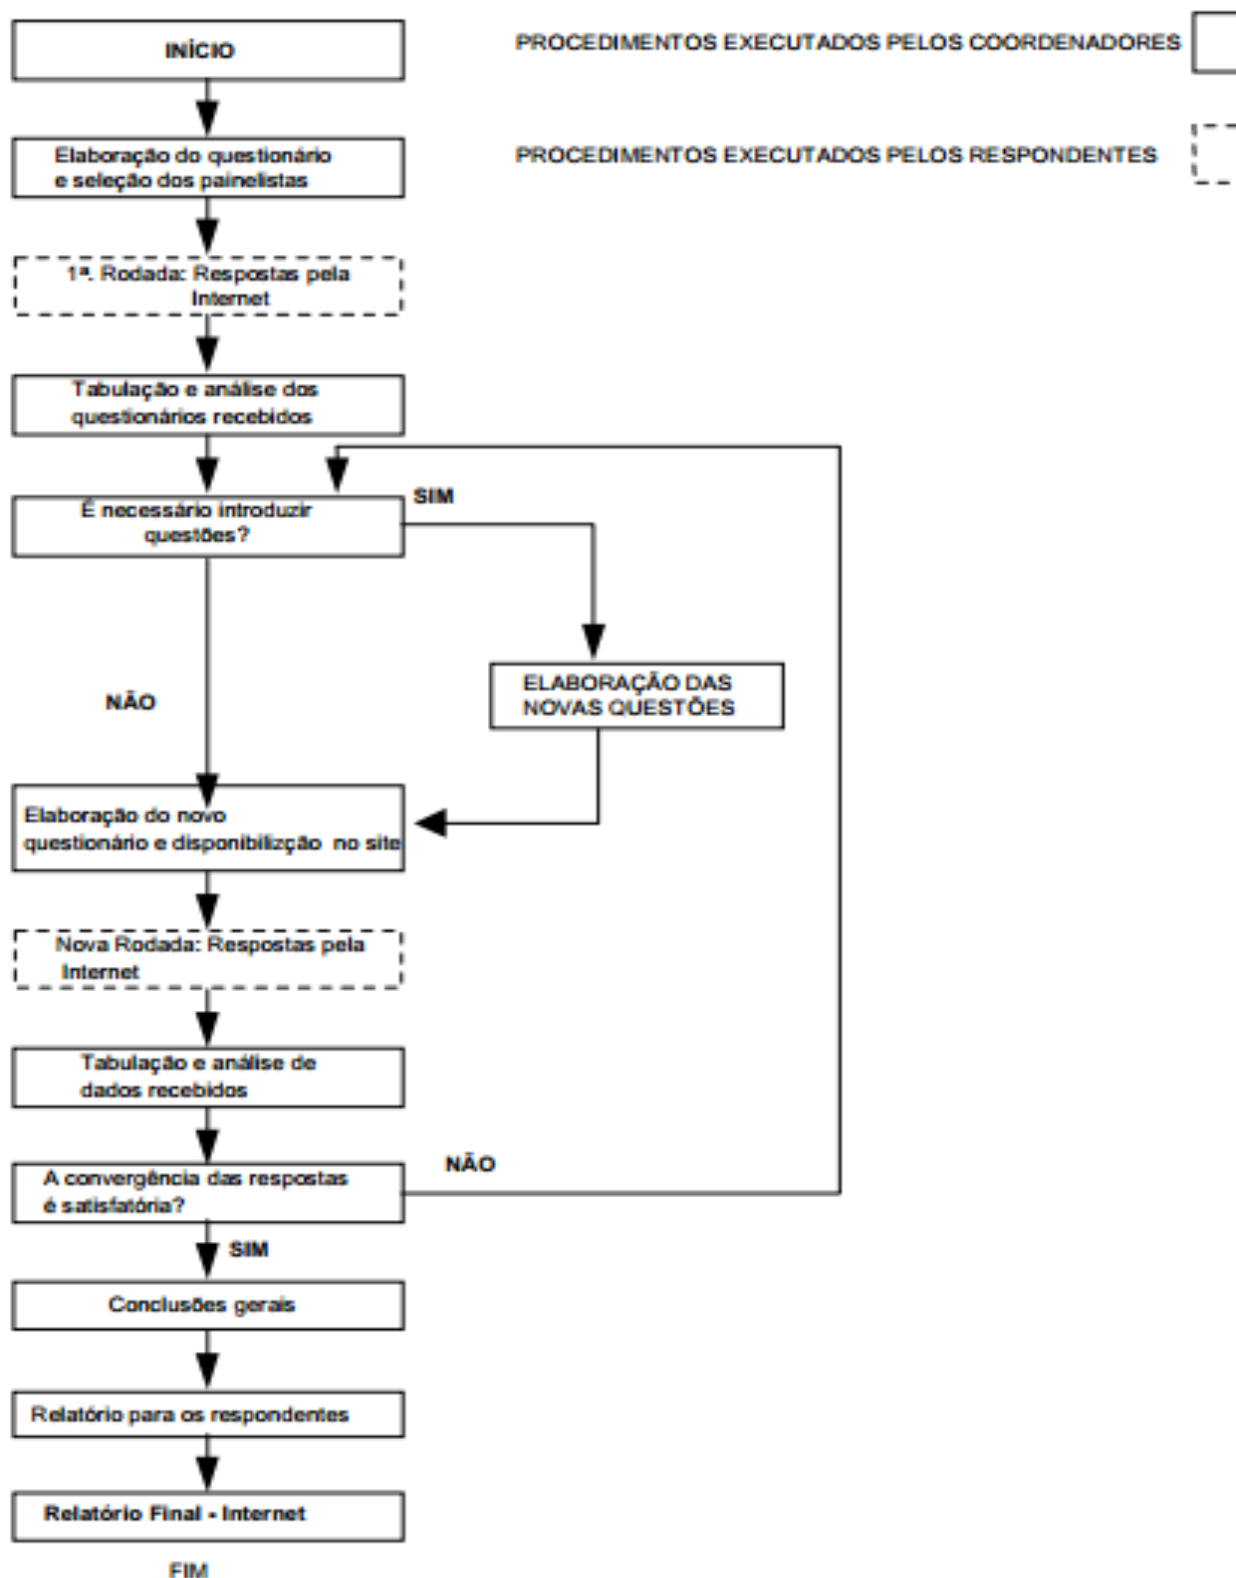 INÍCIO
PROCEDIMENTOS EXECUTADOS PELOS COORDENADORES
Elaboração do questionário
e seleção dos painelistas
PROCEDIMENTOS EXECUTADOS PELOS RESPONDENTES
1ª. Rodada: Respostas pela
Internet
Tabulação e análise dos
questionários recebidos
É necessário introduzir
questões?
SIM
NÃO
ELABORAÇÃO DAS
NOVAS QUESTÕES
Elaboração do novo
questionário e disponibilizção no site
Nova Rodada: Respostas pela
Internet
Tabulação e análise de
dados recebidos
A convergência das respostas
é satisfatória?
NÃO
SIM
Conclusões gerais
Relatório para os respondentes
Relatório Final - Internet
FIM